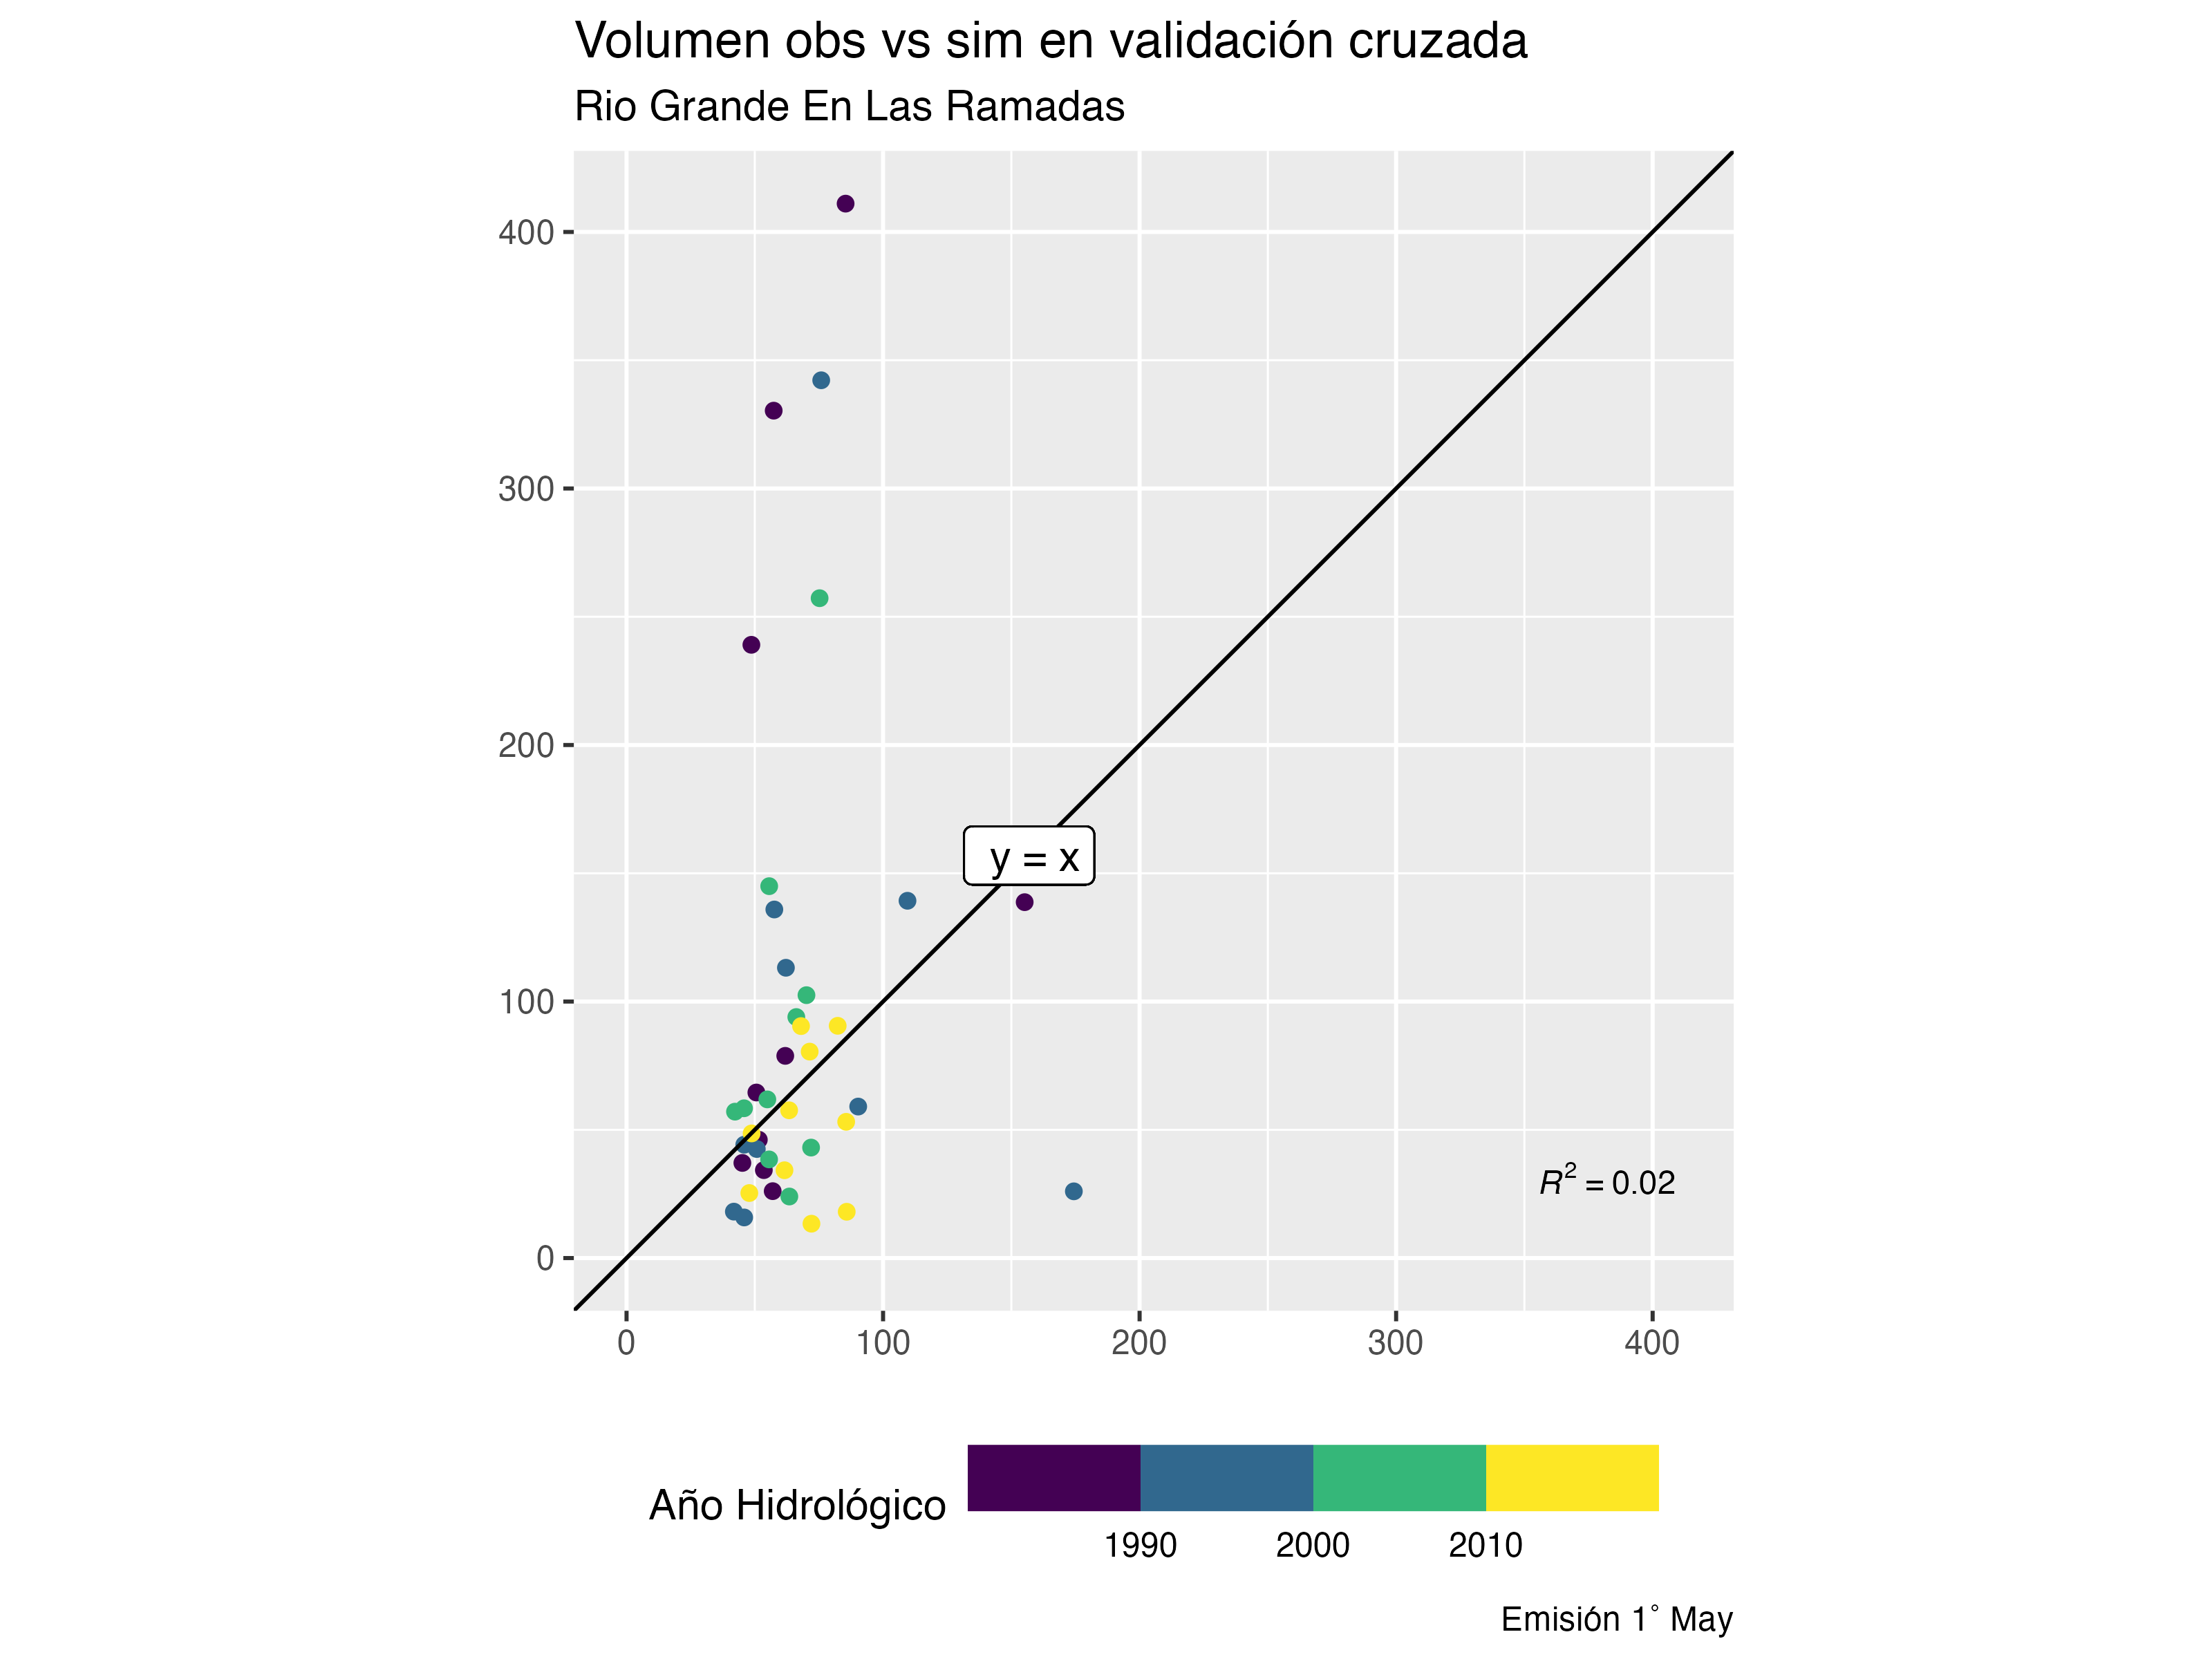 Volumen obs vs sim en validación cruzada
Rio Grande En Las Ramadas
400
300
200
100
0
y = x
R² = 0.02
0 100 200 300 400
Año Hidrológico
1990 2000 2010
Emisión 1° May